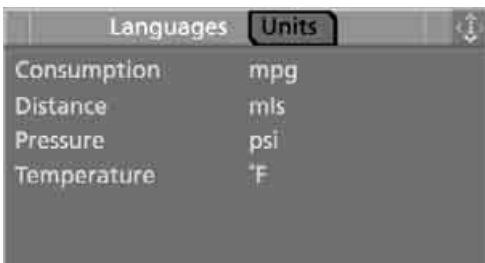 Languages Units
Consumption mpg
Distance mls
Pressure psi
Temperature °F